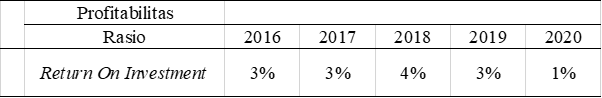 Profitabilitas
Rasio 2016 2017 2018 2019 2020
Return On Investment 3% 3% 4% 3% 1%